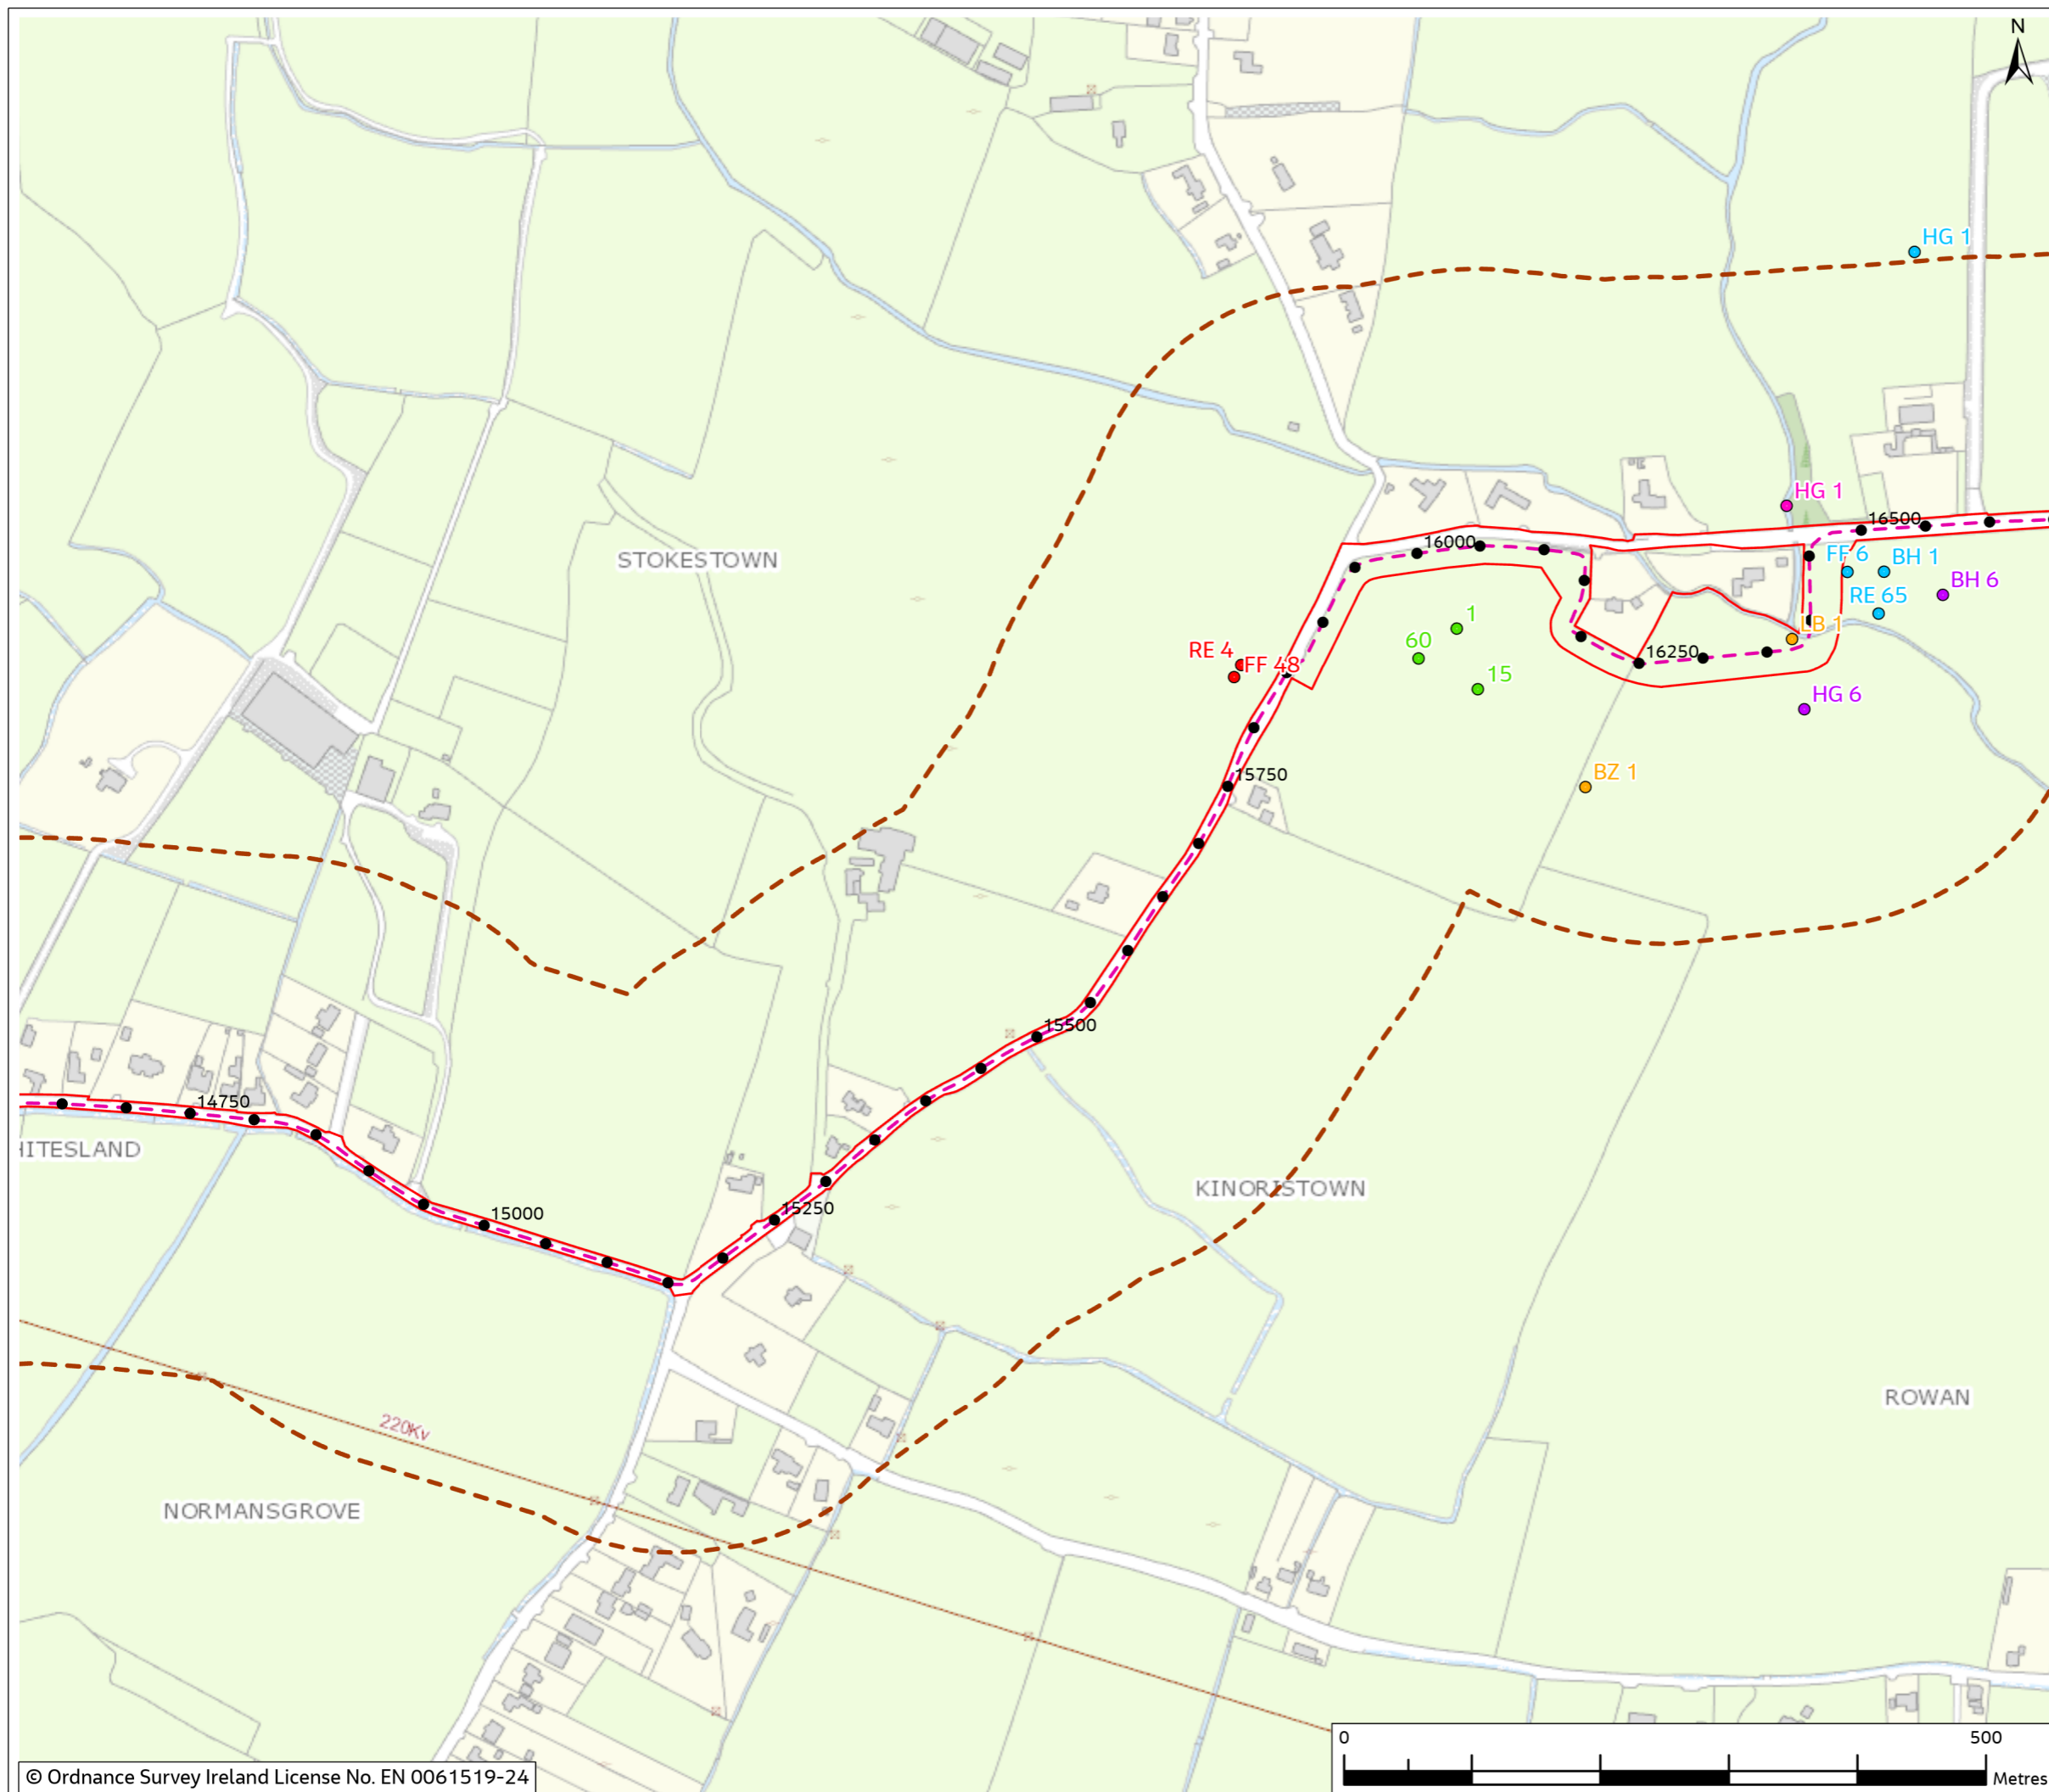 N
HG 1
STOKESTOWN
HG 1
16500
16000
FF 6
BH 1
BH 6
RE 65
1
LB 1
60
RE 4
FF 48
16250
15
HG 6
BZ 1
15750
15500
14750
HITESLAND
KINORISTOWN
15000
15250
ROWAN
220Kv
NORMANSGROVE
0 500
Metres
© Ordnance Survey Ireland License No. EN 0061519-24